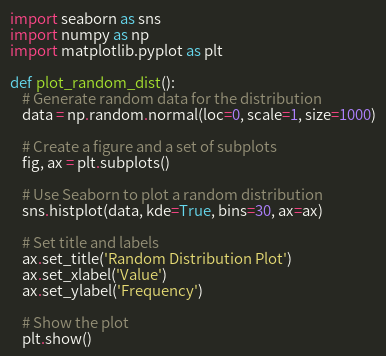 import seaborn as sns
import numpy as np
import matplotlib.pyplot as plt

def plot_random_dist():
    # Generate random data for the distribution
    data = np.random.normal(loc=0, scale=1, size=1000)

    # Create a figure and a set of subplots
    fig, ax = plt.subplots()

    # Use Seaborn to plot a random distribution
    sns.histplot(data, kde=True, bins=30, ax=ax)

    # Set title and labels
    ax.set_title('Random Distribution Plot')
    ax.set_xlabel('Value')
    ax.set_ylabel('Frequency')

    # Show the plot
    plt.show()